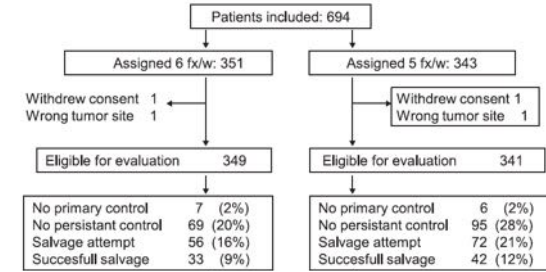 Patients included: 694
Assigned 6 fx/w: 351
Assigned 5 fx/w: 343
Withdrew consent 1
Wrong tumor site 1
Withdrew consent 1
Wrong tumor site 1
Eligible for evaluation 349
Eligible for evaluation 341
No primary control 7 (2%)
No persistant control 69 (20%)
Salvage attempt 56 (16%)
Succesfull salvage 33 (9%)
No primary control 6 (2%)
No persistant control 95 (28%)
Salvage attempt 72 (21%)
Succesfull salvage 42 (12%)